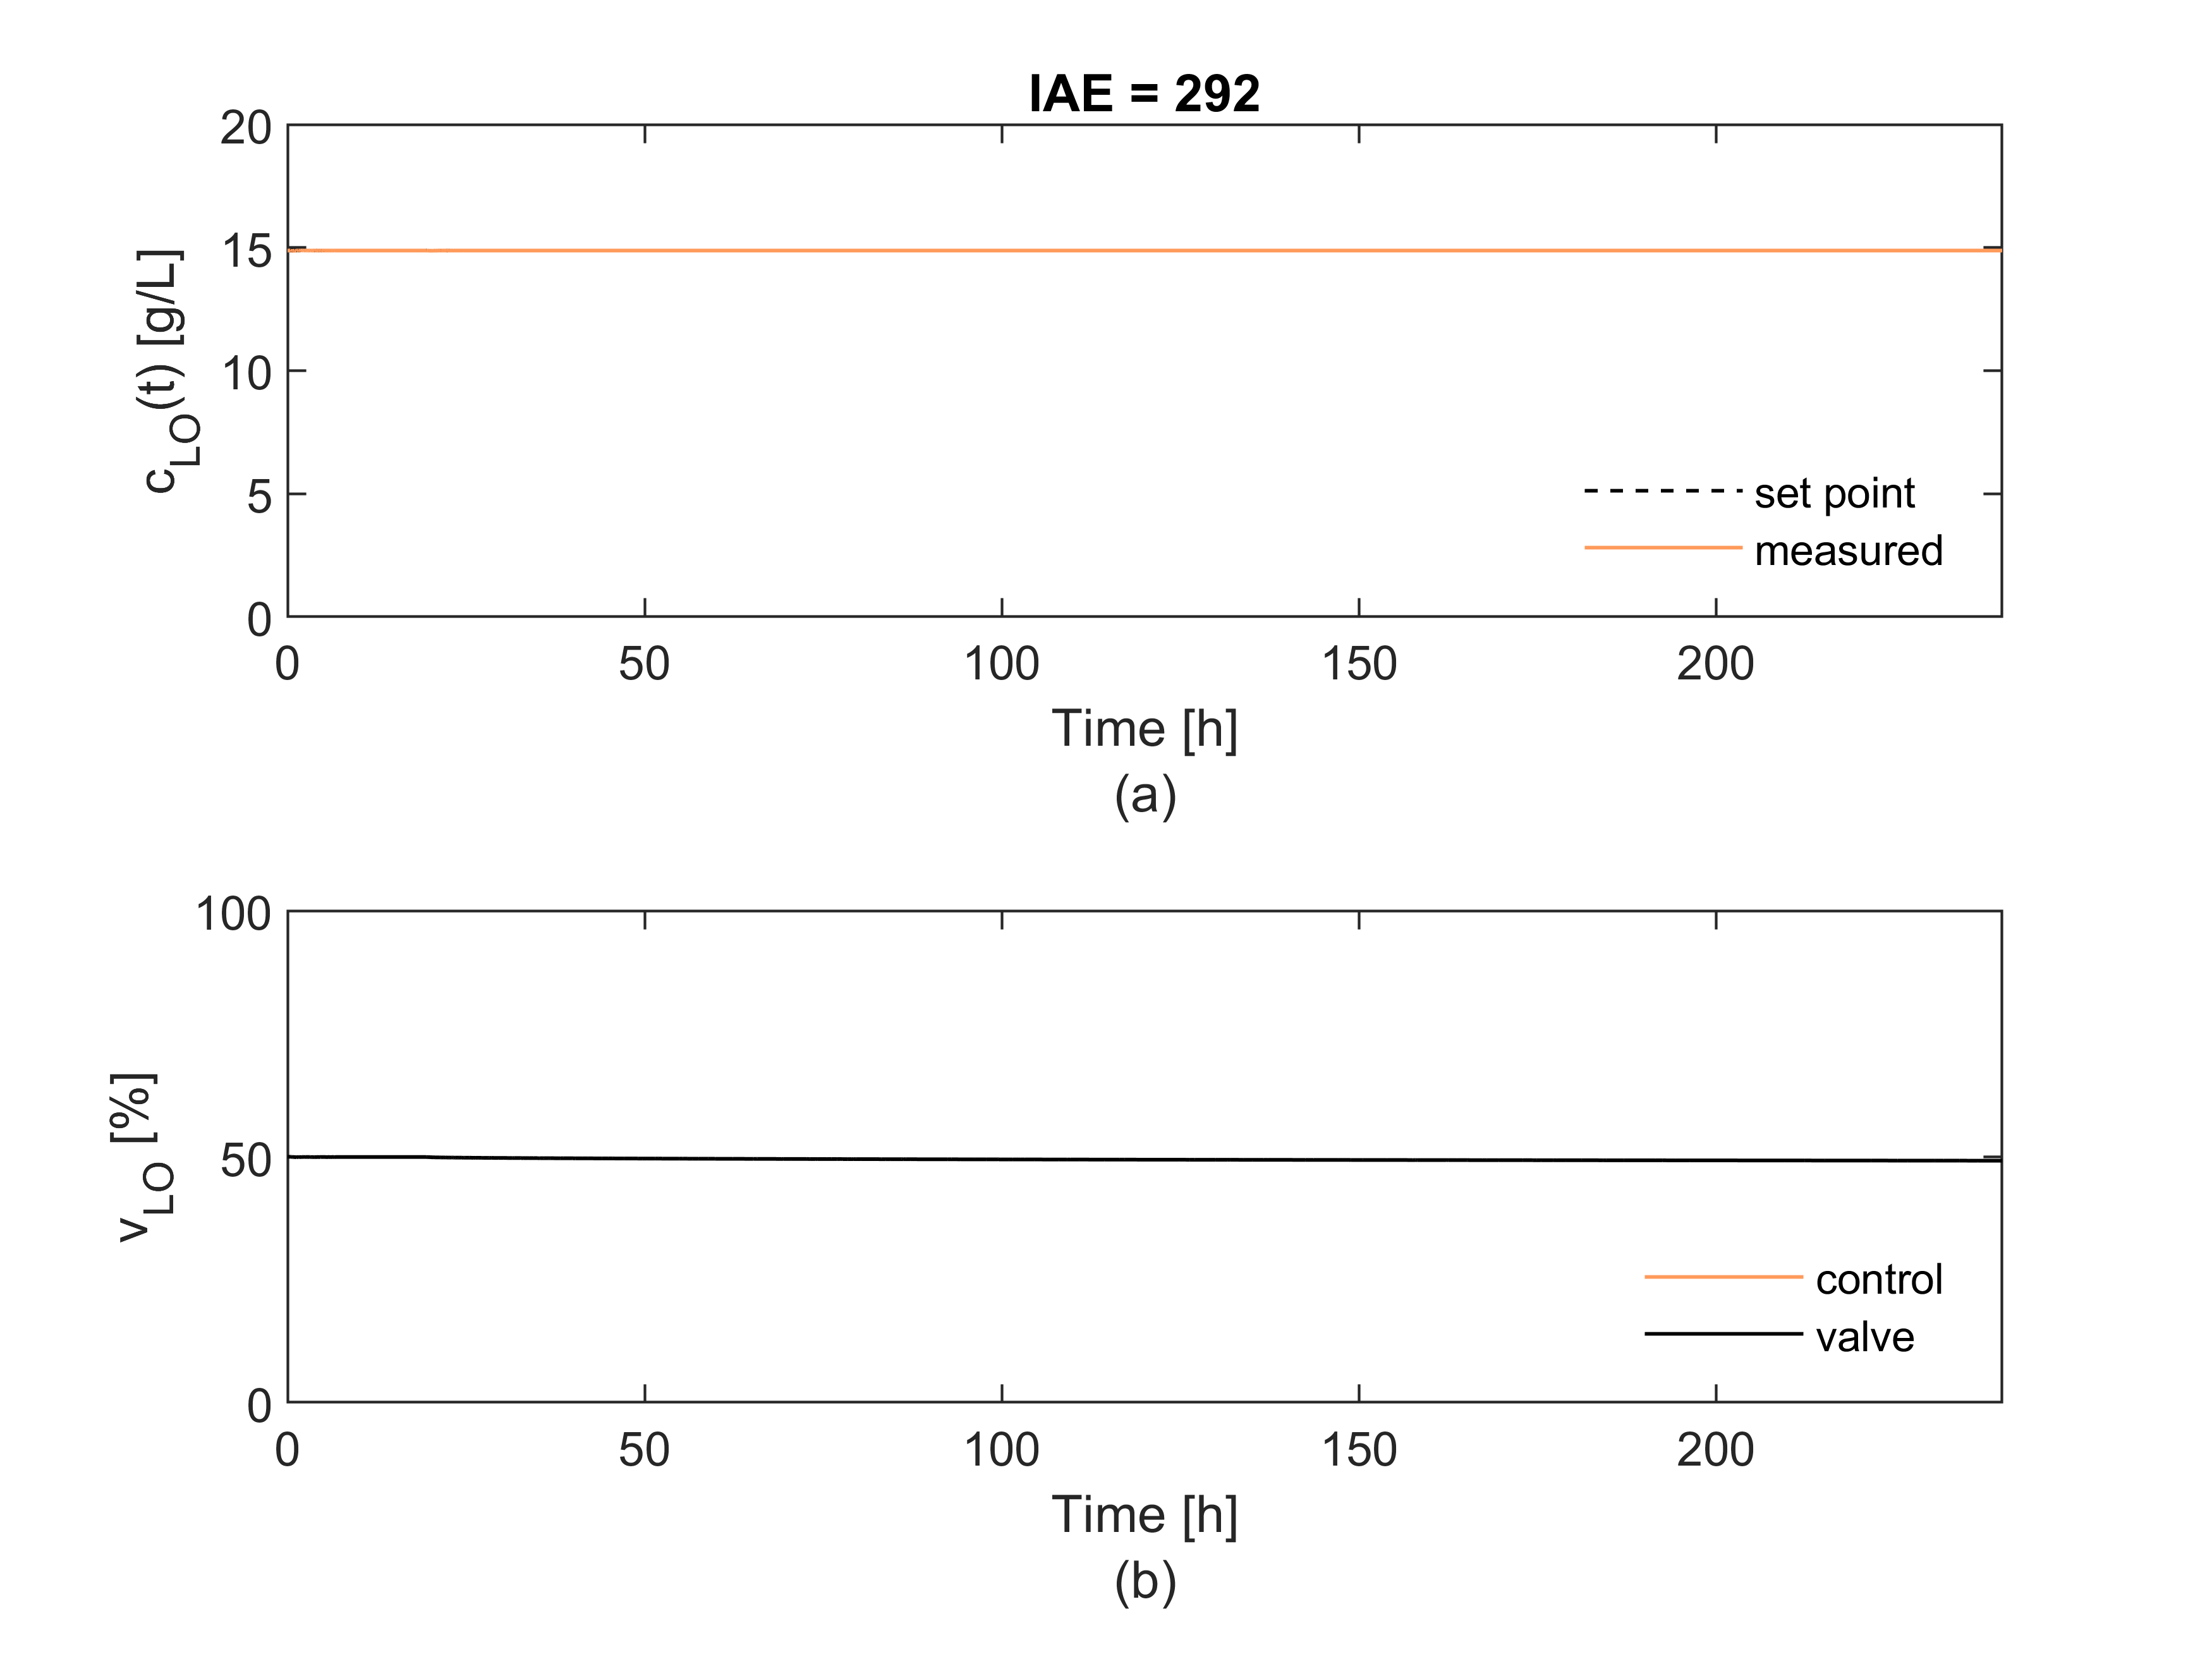 IAE = 292
20
15
10
5
0
c_LO(t) [g/L]
set point
measured
0 50 100 150 200
Time [h]
(a)
100
50
0
v_LO [%]
control
valve
0 50 100 150 200
Time [h]
(b)